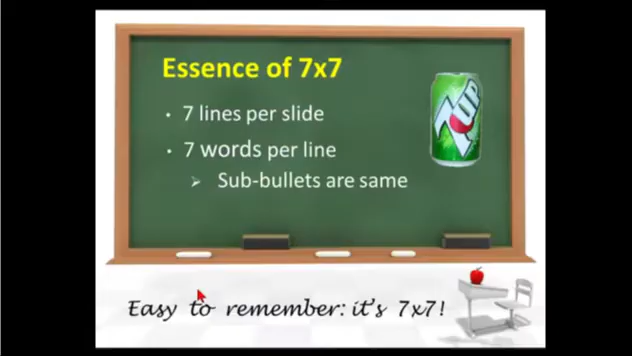 Essence of 7x7
• 7 lines per slide
• 7 words per line
➢ Sub-bullets are same
7UP
Easy to remember: it's 7x7!